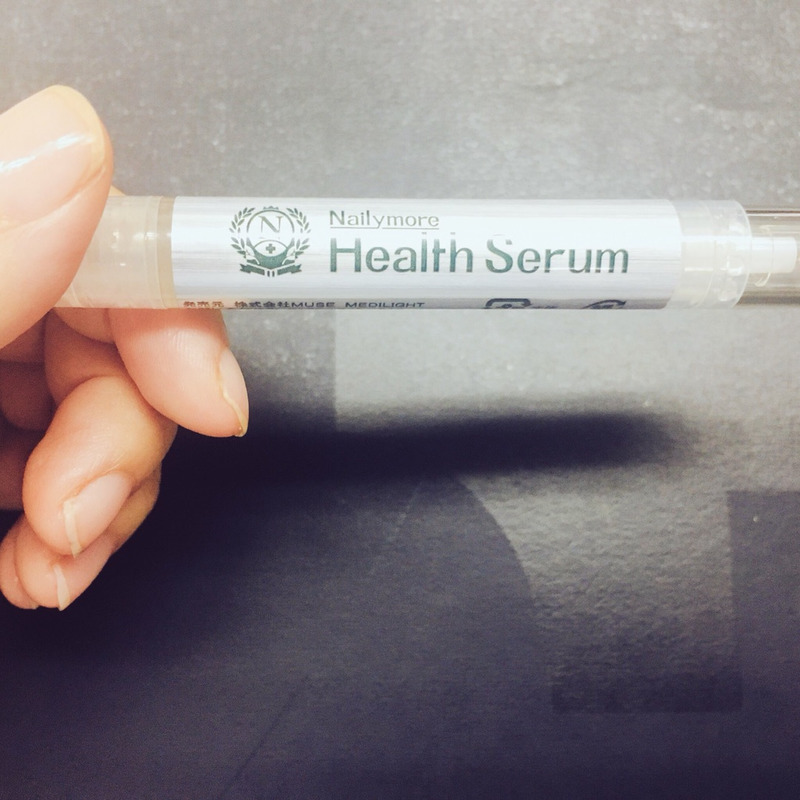 N
Nailymore
Health Serum
発売元 株式会社MUSE MEDILIGHT